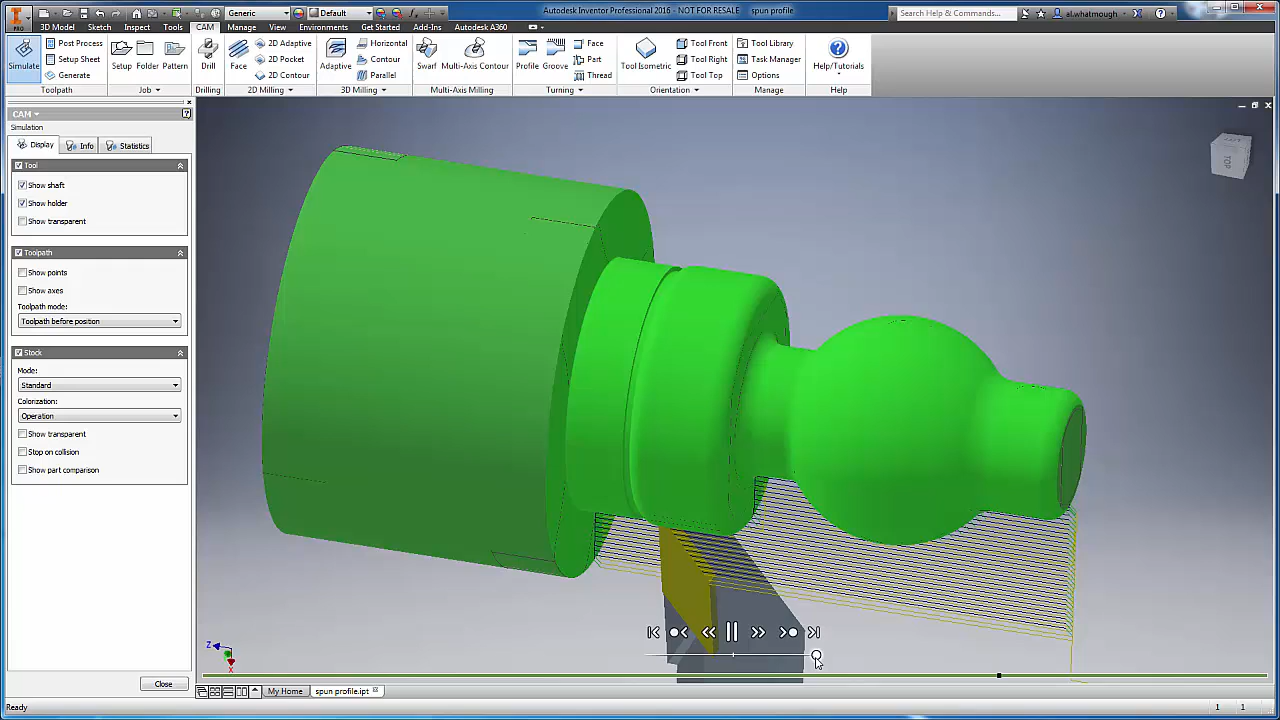 Generic
Default
Autodesk Inventor Professional 2016 - NOT FOR RESALE spun profile
Search Help & Commands...
al.whatmough
PRO
3D Model Sketch Inspect Tools CAM Manage View Environments Get Started Add-Ins Autodesk A360
Simulate
Post Process
Setup Sheet
Generate
Toolpath
Setup Folder Pattern
Job
Drill
Drilling
Face
2D Adaptive
2D Pocket
2D Contour
2D Milling
Adaptive
Horizontal
Contour
Parallel
3D Milling
Swarf Multi-Axis Contour
Multi-Axis Milling
Profile Groove
Face
Part
Thread
Turning
Tool Isometric
Tool Front
Tool Right
Tool Top
Orientation
Tool Library
Task Manager
Options
Manage
Help/Tutorials
Help
CAM
Simulation
Display Info Statistics
Tool
Show shaft
Show holder
Show transparent
Toolpath
Show points
Show axes
Toolpath mode:
Toolpath before position
Stock
Mode:
Standard
Colorization:
Operation
Show transparent
Stop on collision
Show part comparison
Close
TOP
Z
X
My Home spun profile.ipt
Ready 1 1